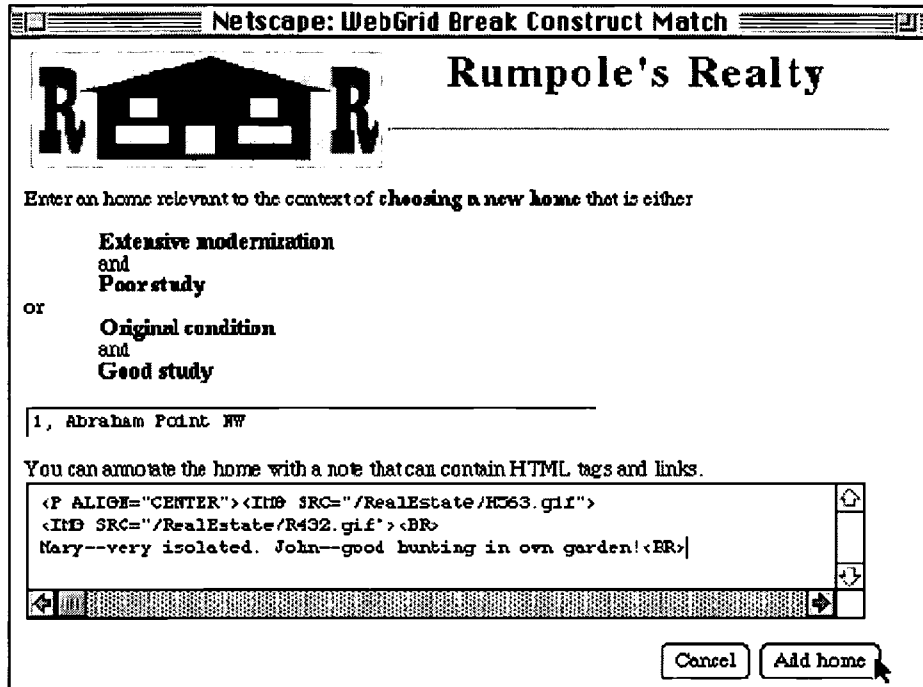 Netscape: WebGrid Break Construct Match
R R
Rumpole's Realty
Enter an home relevant to the context of choosing a new home that is either
Extensive modernization
and
Poor study
or
Original condition
and
Good study
1, Abraham Point NW
You can annotate the home with a note that can contain HTML tags and links.
<P ALIGN="CENTER"><IMG SRC="/RealEstate/H563.gif">
<IMG SRC="/RealEstate/R432.gif"><BR>
Mary--very isolated. John--good hunting in own garden!<BR>
Cancel Add home